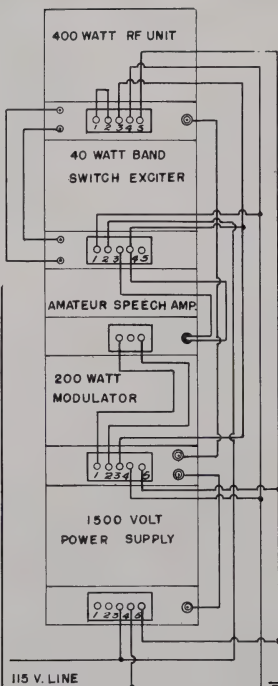 400 WATT RF UNIT
1 2 3 4 5
40 WATT BAND
SWITCH EXCITER
1 2 3 4 5
AMATEUR SPEECH AMP.
200 WATT
MODULATOR
1 2 3 4 5
1500 VOLT
POWER SUPPLY
1 2 3 4 5 6
115 V. LINE